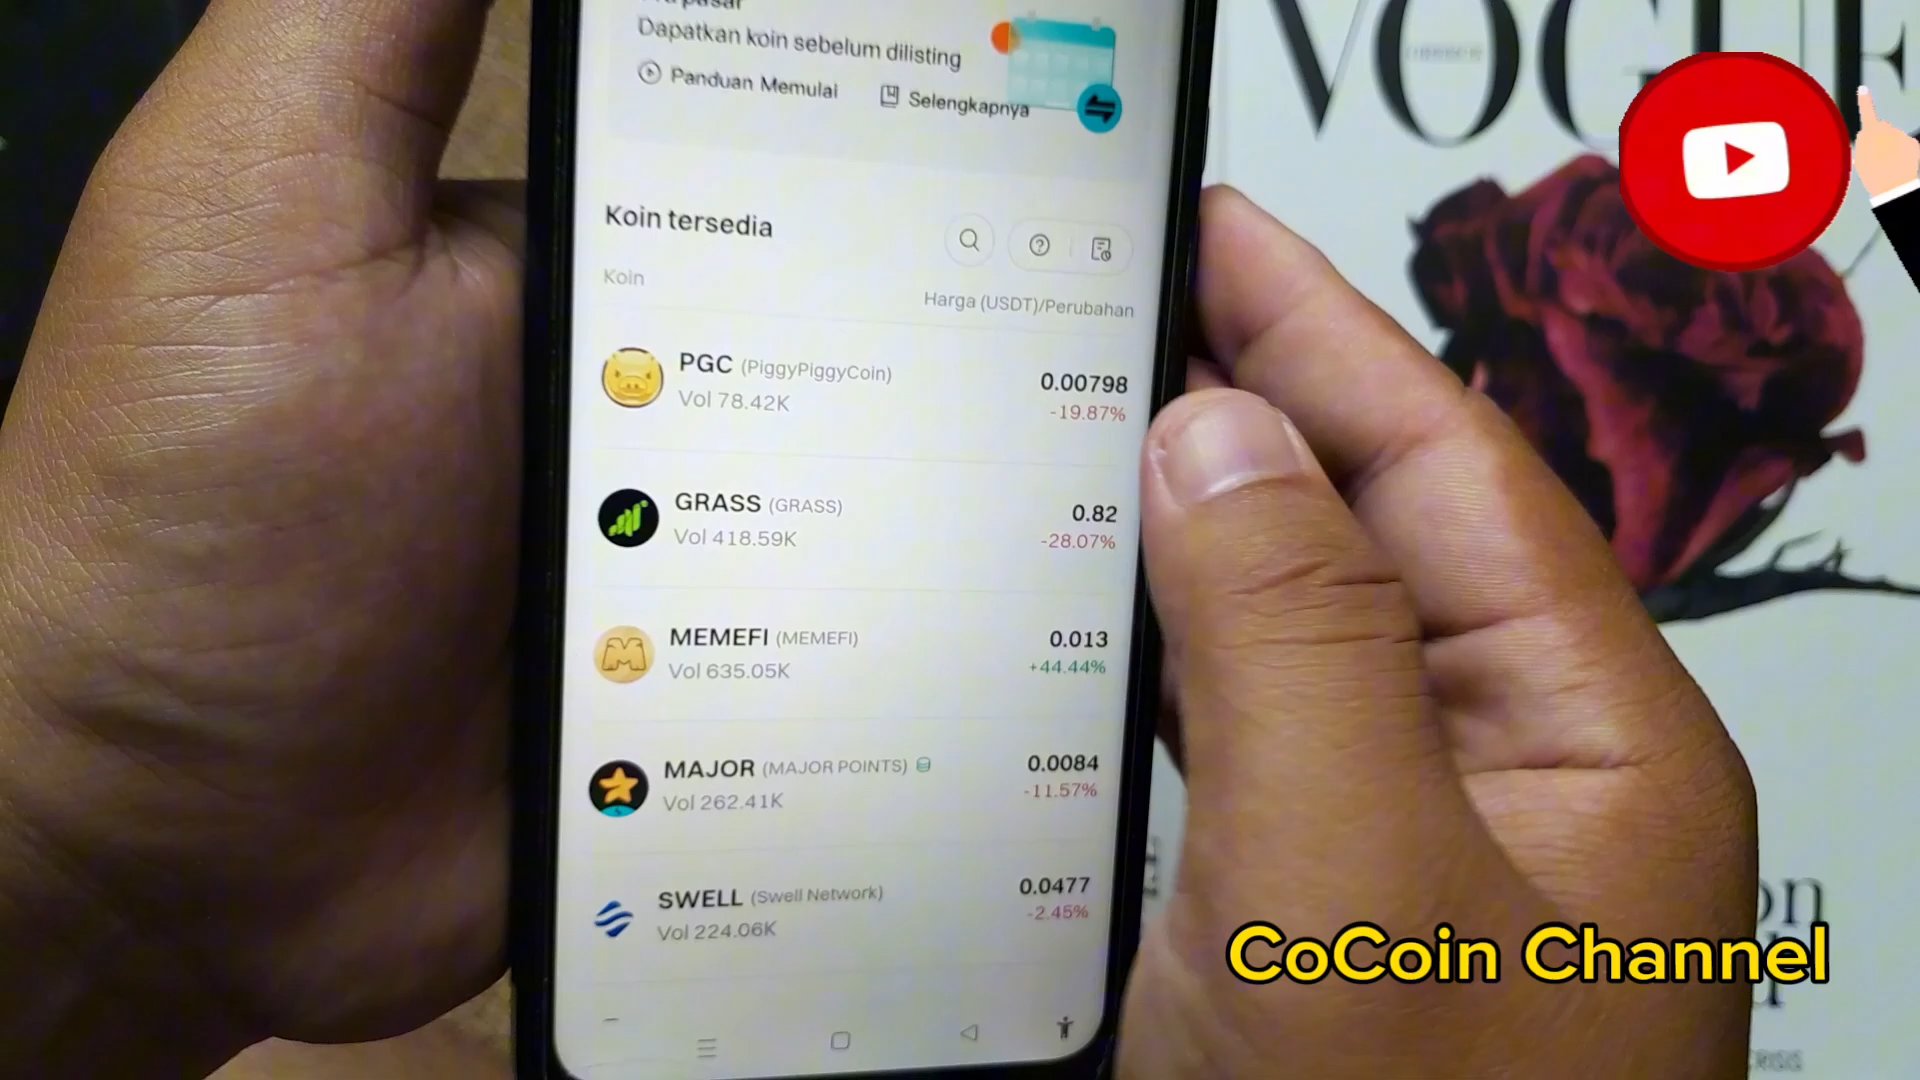 VOGUE
Dapatkan koin sebelum dilisting
Panduan Memulai
Selengkapnya
Koin tersedia
Koin
Harga (USDT)/Perubahan
PGC (PiggyPiggyCoin)
Vol 78.42K
0.00798
-19.87%
GRASS (GRASS)
Vol 418.59K
0.82
-28.07%
MEMEFI (MEMEFI)
Vol 635.05K
0.013
+44.44%
MAJOR (MAJOR POINTS)
Vol 262.41K
0.0084
-11.57%
SWELL (Swell Network)
Vol 224.06K
0.0477
-2.45%
CoCoin Channel